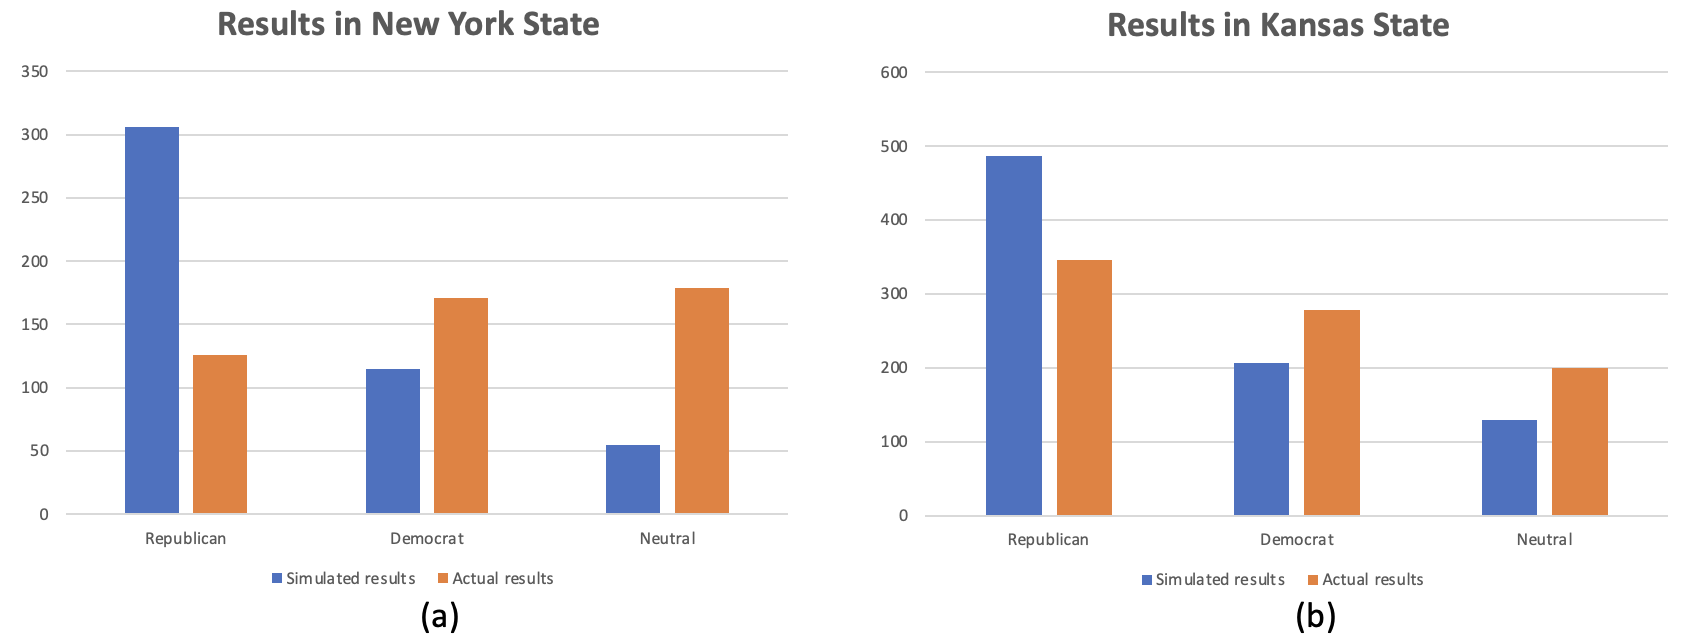 Results in New York State
350
300
250
200
150
100
50
0
Republican
Democrat
Neutral
Simulated results
Actual results
(a)
Results in Kansas State
600
500
400
300
200
100
0
Republican
Democrat
Neutral
Simulated results
Actual results
(b)